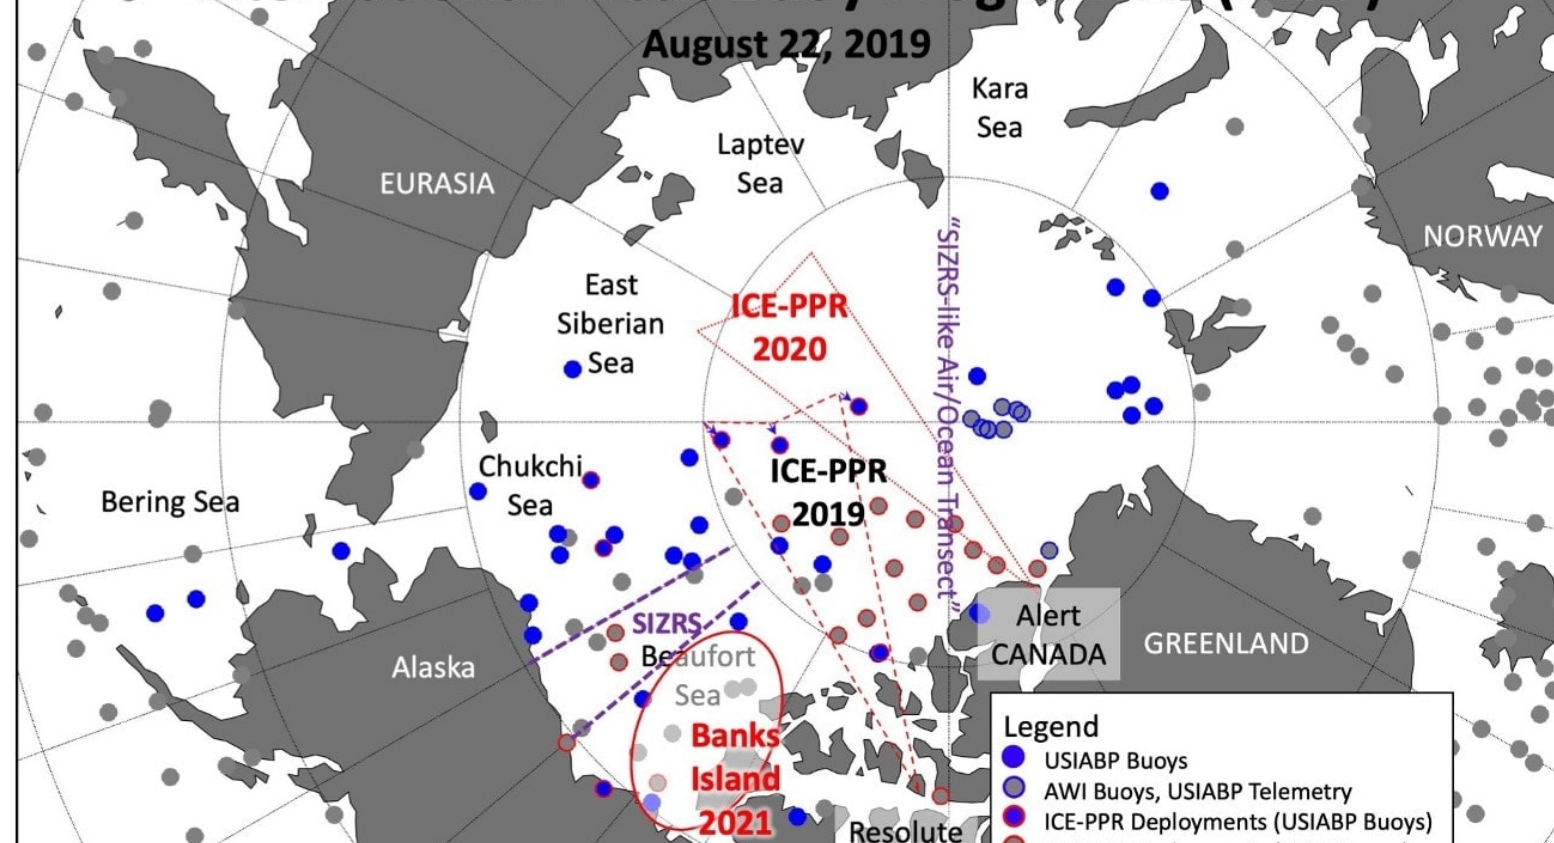 August 22, 2019
Kara
Sea
Laptev
Sea
EURASIA
NORWAY
"SIZRS-like Air/Ocean Transect"
East
Siberian
Sea
ICE-PPR
2020
Chukchi
Sea
ICE-PPR
2019
Bering Sea
SIZRS
Beaufort
Sea
Alaska
Alert
CANADA
GREENLAND
Banks
Island
2021
Resolute
Legend
USIABP Buoys
AWI Buoys, USIABP Telemetry
ICE-PPR Deployments (USIABP Buoys)